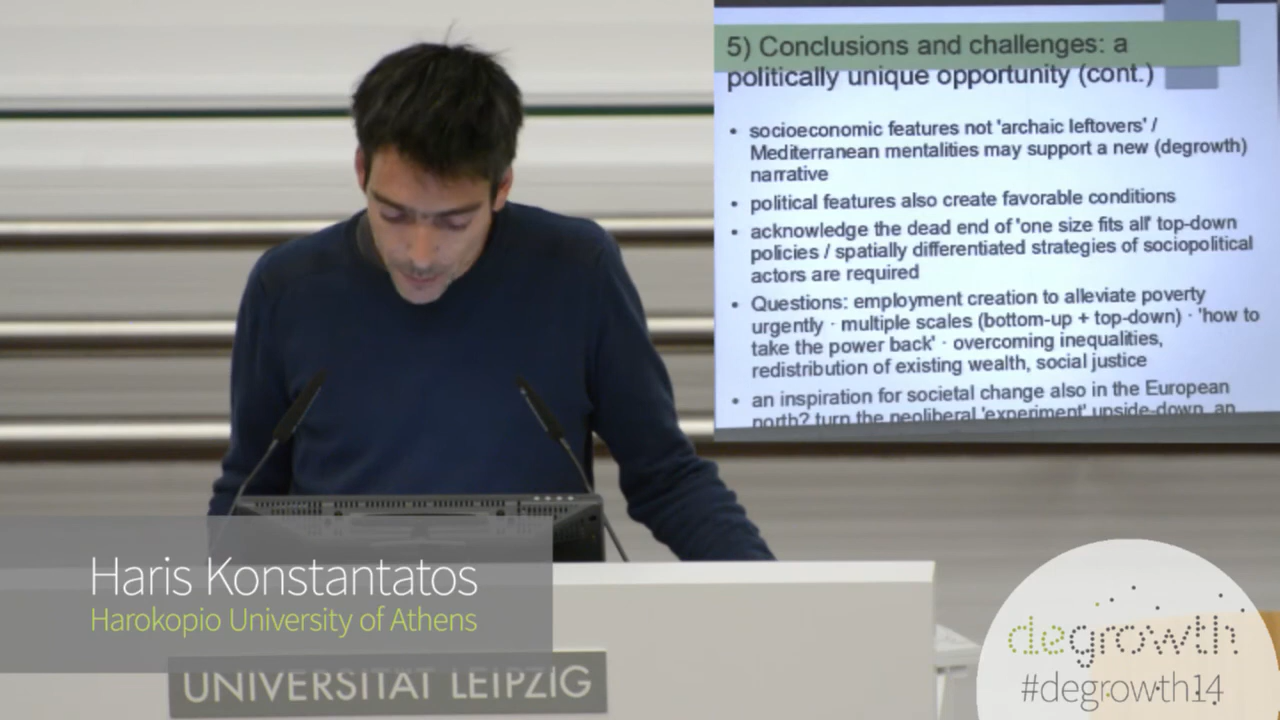 5) Conclusions and challenges: a
politically unique opportunity (cont.)
• socioeconomic features not 'archaic leftovers' /
Mediterranean mentalities may support a new (degrowth)
narrative
• political features also create favorable conditions
• acknowledge the dead end of 'one size fits all' top-down
policies / spatially differentiated strategies of sociopolitical
actors are required
• Questions: employment creation to alleviate poverty
urgently · multiple scales (bottom-up + top-down) · 'how to
take the power back' · overcoming inequalities,
redistribution of existing wealth, social justice
• an inspiration for societal change also in the European
north? turn the neoliberal 'experiment' upside-down, an
Haris Konstantatos
Harokopio University of Athens
UNIVERSITÄT LEIPZIG
degrowth
#degrowth14